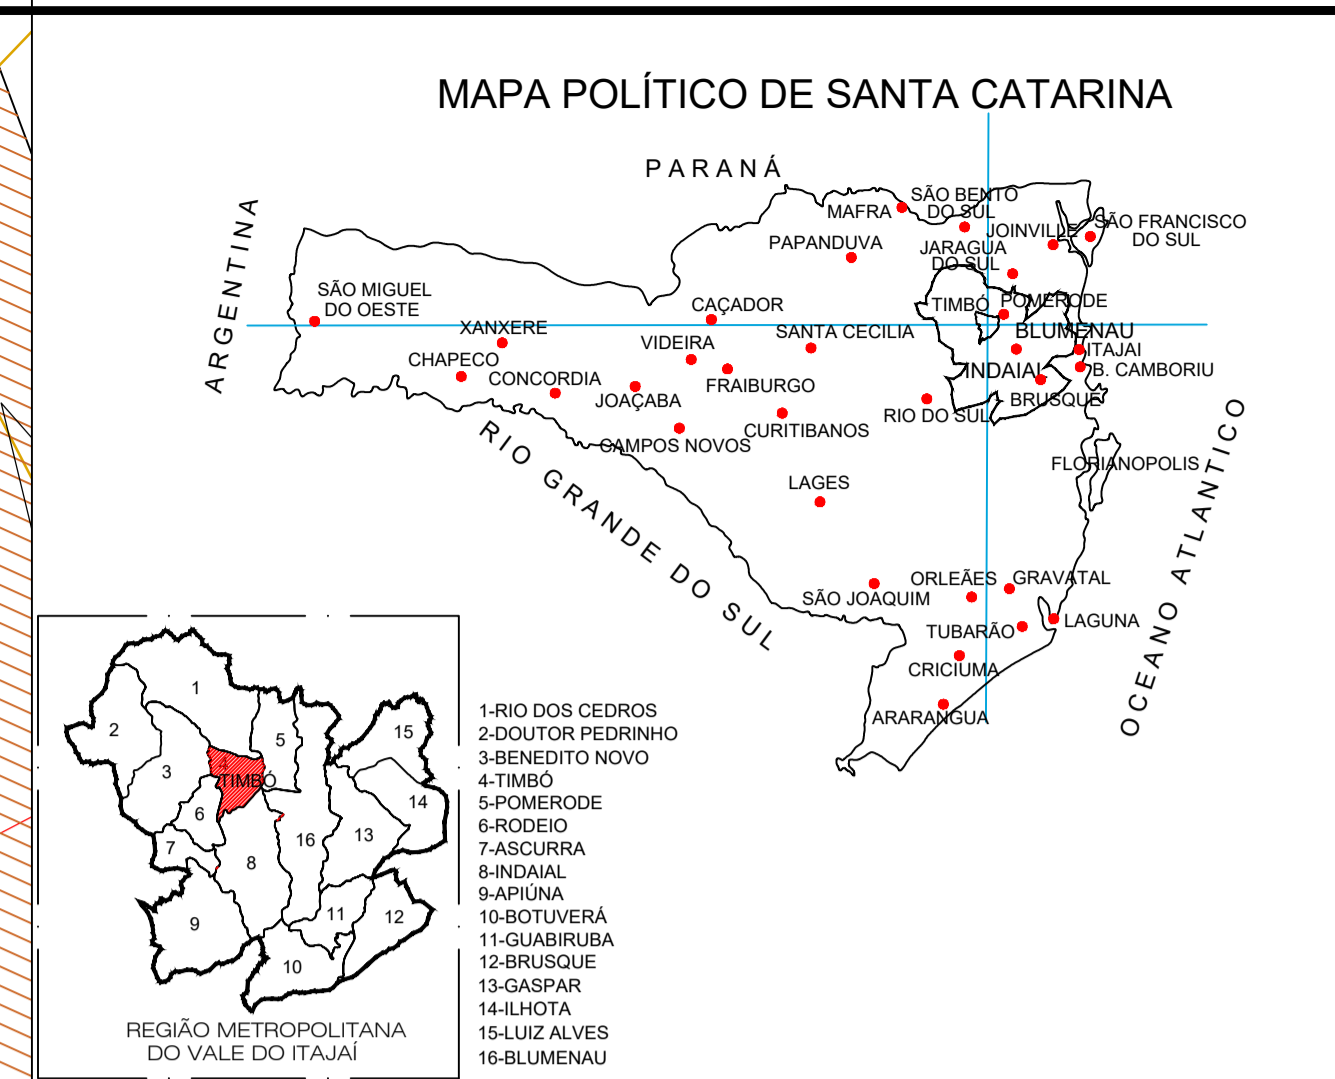 MAPA POLÍTICO DE SANTA CATARINA
PARANÁ
ARGENTINA
SÃO BENTO
DO SUL
MAFRA
JOINVILLE
SÃO FRANCISCO
DO SUL
PAPANDUVA
JARAGUA
DO SUL
SÃO MIGUEL
DO OESTE
CAÇADOR
TIMBÓ
POMERODE
XANXERE
VIDEIRA
SANTA CECILIA
BLUMENAU
ITAJAI
CHAPECO
CONCORDIA
FRAIBURGO
INDAIAL
B. CAMBORIU
JOAÇABA
BRUSQUE
RIO DO SUL
CURITIBANOS
CAMPOS NOVOS
FLORIANOPOLIS
LAGES
RIO GRANDE DO SUL
OCEANO ATLANTICO
ORLEÃES
GRAVATAL
SÃO JOAQUIM
LAGUNA
TUBARÃO
CRICIUMA
ARARANGUA
1
2
3
4
TIMBÓ
5
6
7
8
9
10
11
12
13
14
15
16
REGIÃO METROPOLITANA
DO VALE DO ITAJAÍ
1-RIO DOS CEDROS
2-DOUTOR PEDRINHO
3-BENEDITO NOVO
4-TIMBÓ
5-POMERODE
6-RODEIO
7-ASCURRA
8-INDAIAL
9-APIÚNA
10-BOTUVERÁ
11-GUABIRUBA
12-BRUSQUE
13-GASPAR
14-ILHOTA
15-LUIZ ALVES
16-BLUMENAU